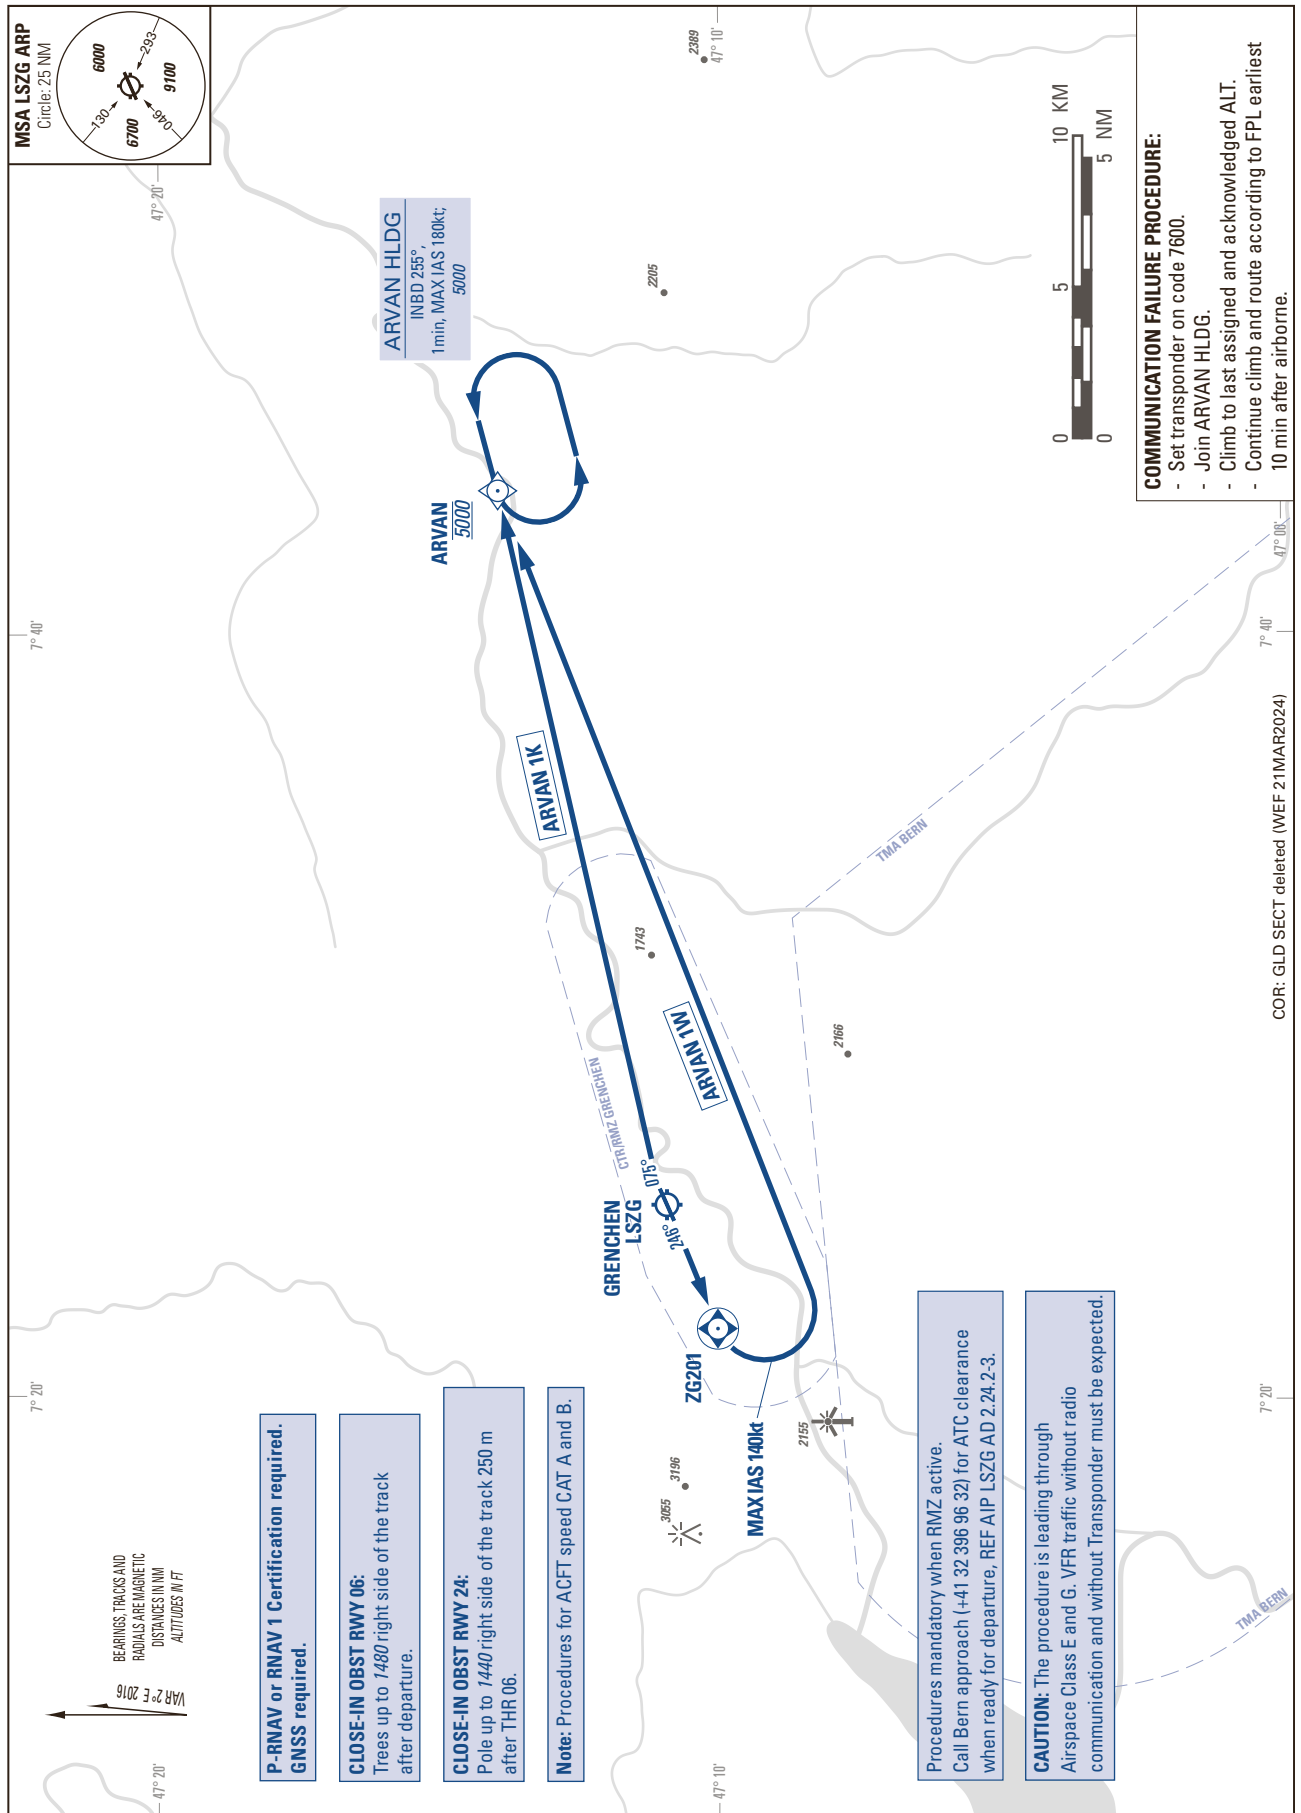 BEARINGS, TRACKS AND
RADIALS ARE MAGNETIC
DISTANCES IN NM
ALTITUDES IN FT
VAR 2° E 2016
7° 20'
7° 40'
MSA LSZG ARP
Circle: 25 NM
6000
6700
9100
130
293
046
47° 20'
47° 20'
P-RNAV or RNAV 1 Certification required.
GNSS required.
CLOSE-IN OBST RWY 06:
Trees up to 1480 right side of the track
after departure.
CLOSE-IN OBST RWY 24:
Pole up to 1440 right side of the track 250 m
after THR 06.
Note: Procedures for ACFT speed CAT A and B.
ARVAN HLDG
INBD 255°,
1min, MAX IAS 180kt;
5000
ARVAN
5000
ARVAN 1K
CTR/RMZ GRENCHEN
GRENCHEN
LSZG
246°
075°
1743
2205
2389
3055
3196
ZG201
ARVAN 1W
47° 10'
47° 10'
MAX IAS 140kt
2155
2166
TMA BERN
Procedures mandatory when RMZ active.
Call Bern approach (+41 32 396 96 32) for ATC clearance
when ready for departure, REF AIP LSZG AD 2.24.2-3.
CAUTION: The procedure is leading through
Airspace Class E and G. VFR traffic without radio
communication and without Transponder must be expected.
0
5
10 KM
0
5 NM
COMMUNICATION FAILURE PROCEDURE:
- Set transponder on code 7600.
- Join ARVAN HLDG.
- Climb to last assigned and acknowledged ALT.
- Continue climb and route according to FPL earliest
10 min after airborne.
TMA BERN
7° 20'
7° 40'
47° 00'
COR: GLD SECT deleted (WEF 21MAR2024)